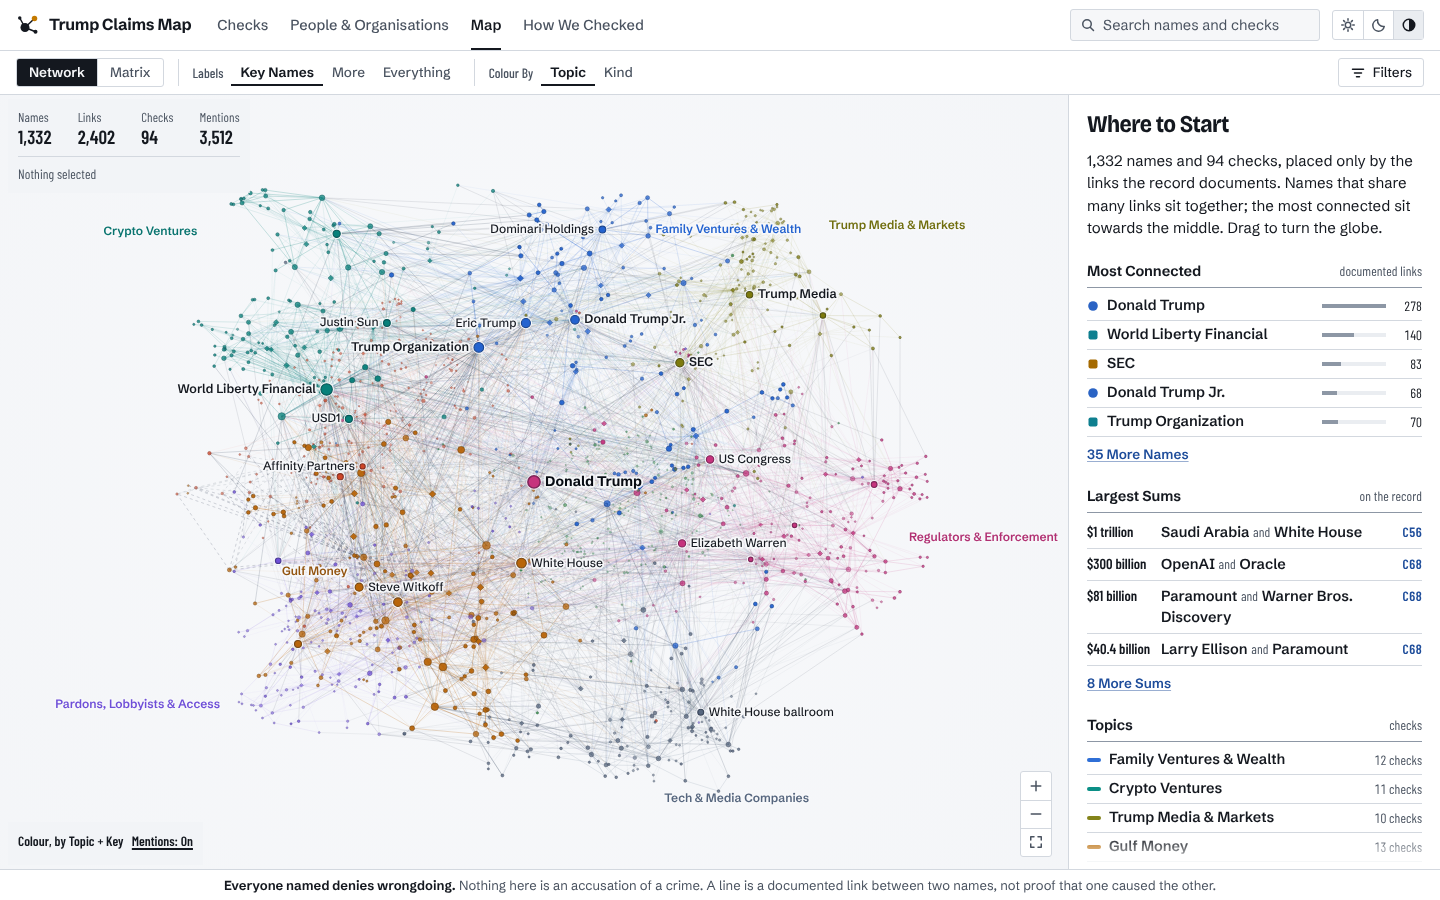 Trump Claims Map
Checks
People & Organisations
Map
How We Checked
Search names and checks
Network
Matrix
Labels
Key Names
More
Everything
Colour By
Topic
Kind
Filters
Names
Links
Checks
Mentions
1,332
2,402
94
3,512
Nothing selected
Crypto Ventures
Dominari Holdings
Family Ventures & Wealth
Trump Media & Markets
Trump Media
Justin Sun
Eric Trump
Donald Trump Jr.
Trump Organization
SEC
World Liberty Financial
USD1
Affinity Partners
US Congress
Donald Trump
Regulators & Enforcement
Elizabeth Warren
White House
Gulf Money
Steve Witkoff
Pardons, Lobbyists & Access
White House ballroom
Tech & Media Companies
Colour, by Topic + Key
Mentions: On
Where to Start
1,332 names and 94 checks, placed only by the
links the record documents. Names that share
many links sit together; the most connected sit
towards the middle. Drag to turn the globe.
Most Connected
documented links
Donald Trump 278
World Liberty Financial 140
SEC 83
Donald Trump Jr. 68
Trump Organization 70
35 More Names
Largest Sums
on the record
$1 trillion Saudi Arabia and White House C56
$300 billion OpenAI and Oracle C68
$81 billion Paramount and Warner Bros. C68
Discovery
$40.4 billion Larry Ellison and Paramount C68
8 More Sums
Topics
checks
Family Ventures & Wealth 12 checks
Crypto Ventures 11 checks
Trump Media & Markets 10 checks
Gulf Money 13 checks
Everyone named denies wrongdoing. Nothing here is an accusation of a crime. A line is a documented link between two names, not proof that one caused the other.